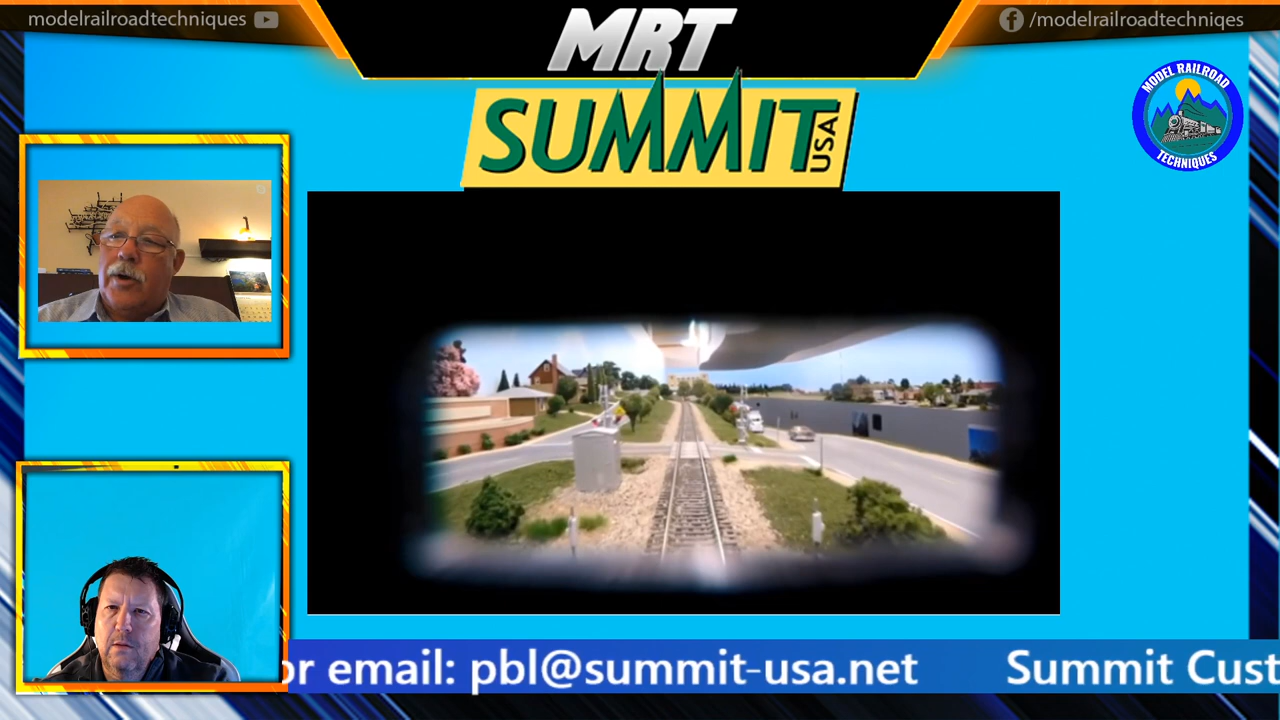 modelrailroadtechniques
MRT
/modelrailroadtechniqes
SUMMIT USA
MODEL RAILROAD
TECHNIQUES
or email: pbl@summit-usa.net Summit Cust